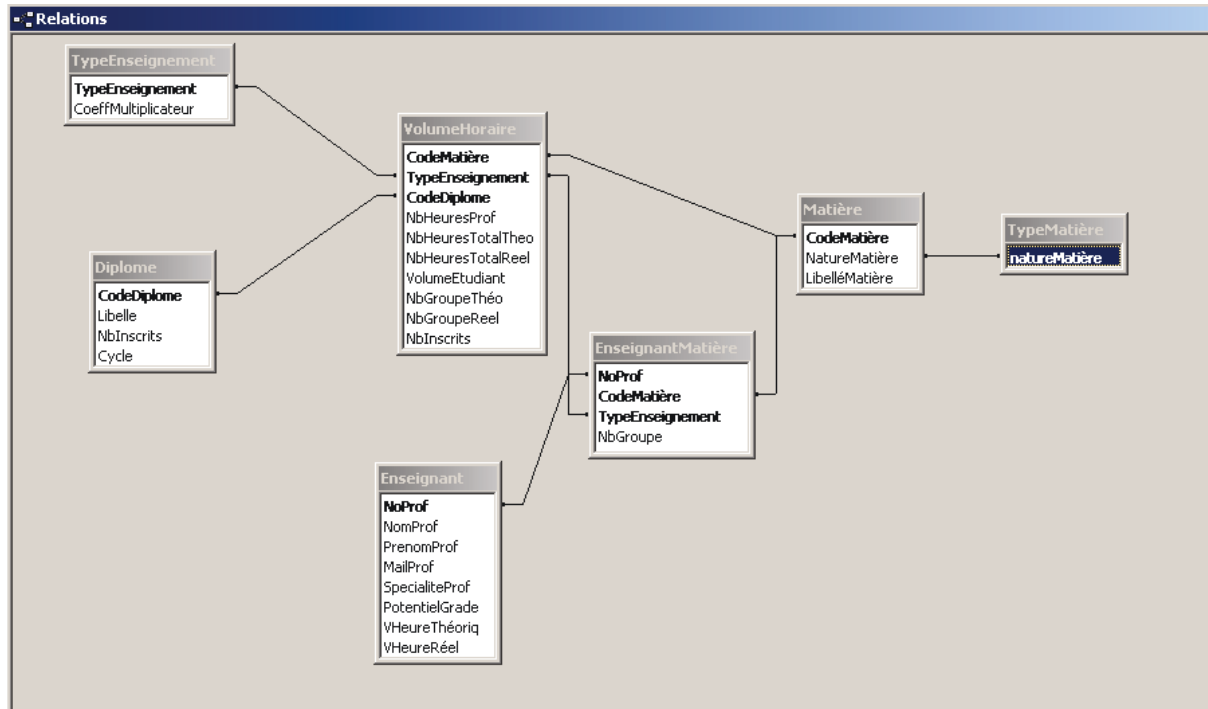 Relations
TypeEnseignement
TypeEnseignement
CoeffMultiplicateur
VolumeHoraire
CodeMatière
TypeEnseignement
CodeDiplome
NbHeuresProf
NbHeuresTotalTheo
NbHeuresTotalReel
VolumeEtudiant
NbGroupeThéo
NbGroupeReel
NbInscrits
Matière
CodeMatière
NatureMatière
LibelléMatière
TypeMatière
natureMatière
Diplome
CodeDiplome
Libelle
NbInscrits
Cycle
EnseignantMatière
NoProf
CodeMatière
TypeEnseignement
NbGroupe
Enseignant
NoProf
NomProf
PrenomProf
MailProf
SpecialiteProf
PotentielGrade
VHeureThéoriq
VHeureRéel